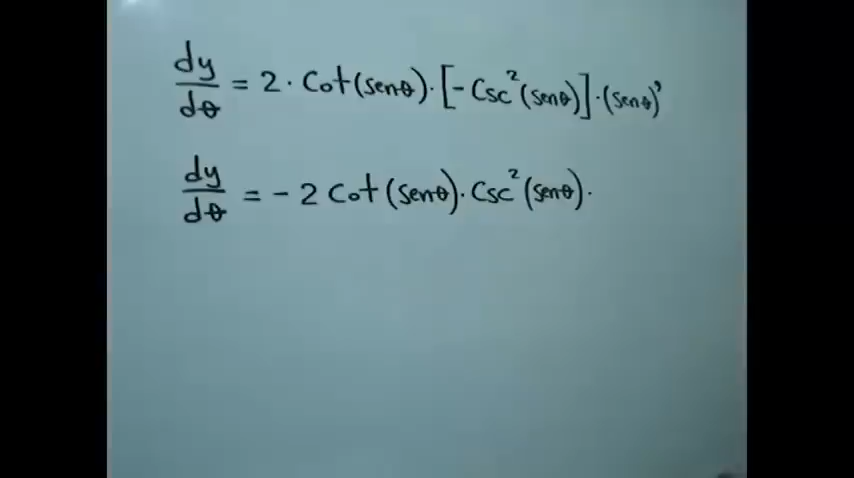 dy/dθ = 2 · Cot(senθ) · [- Csc²(senθ)] · (senθ)'
dy/dθ = - 2 Cot(senθ) · Csc²(senθ) ·